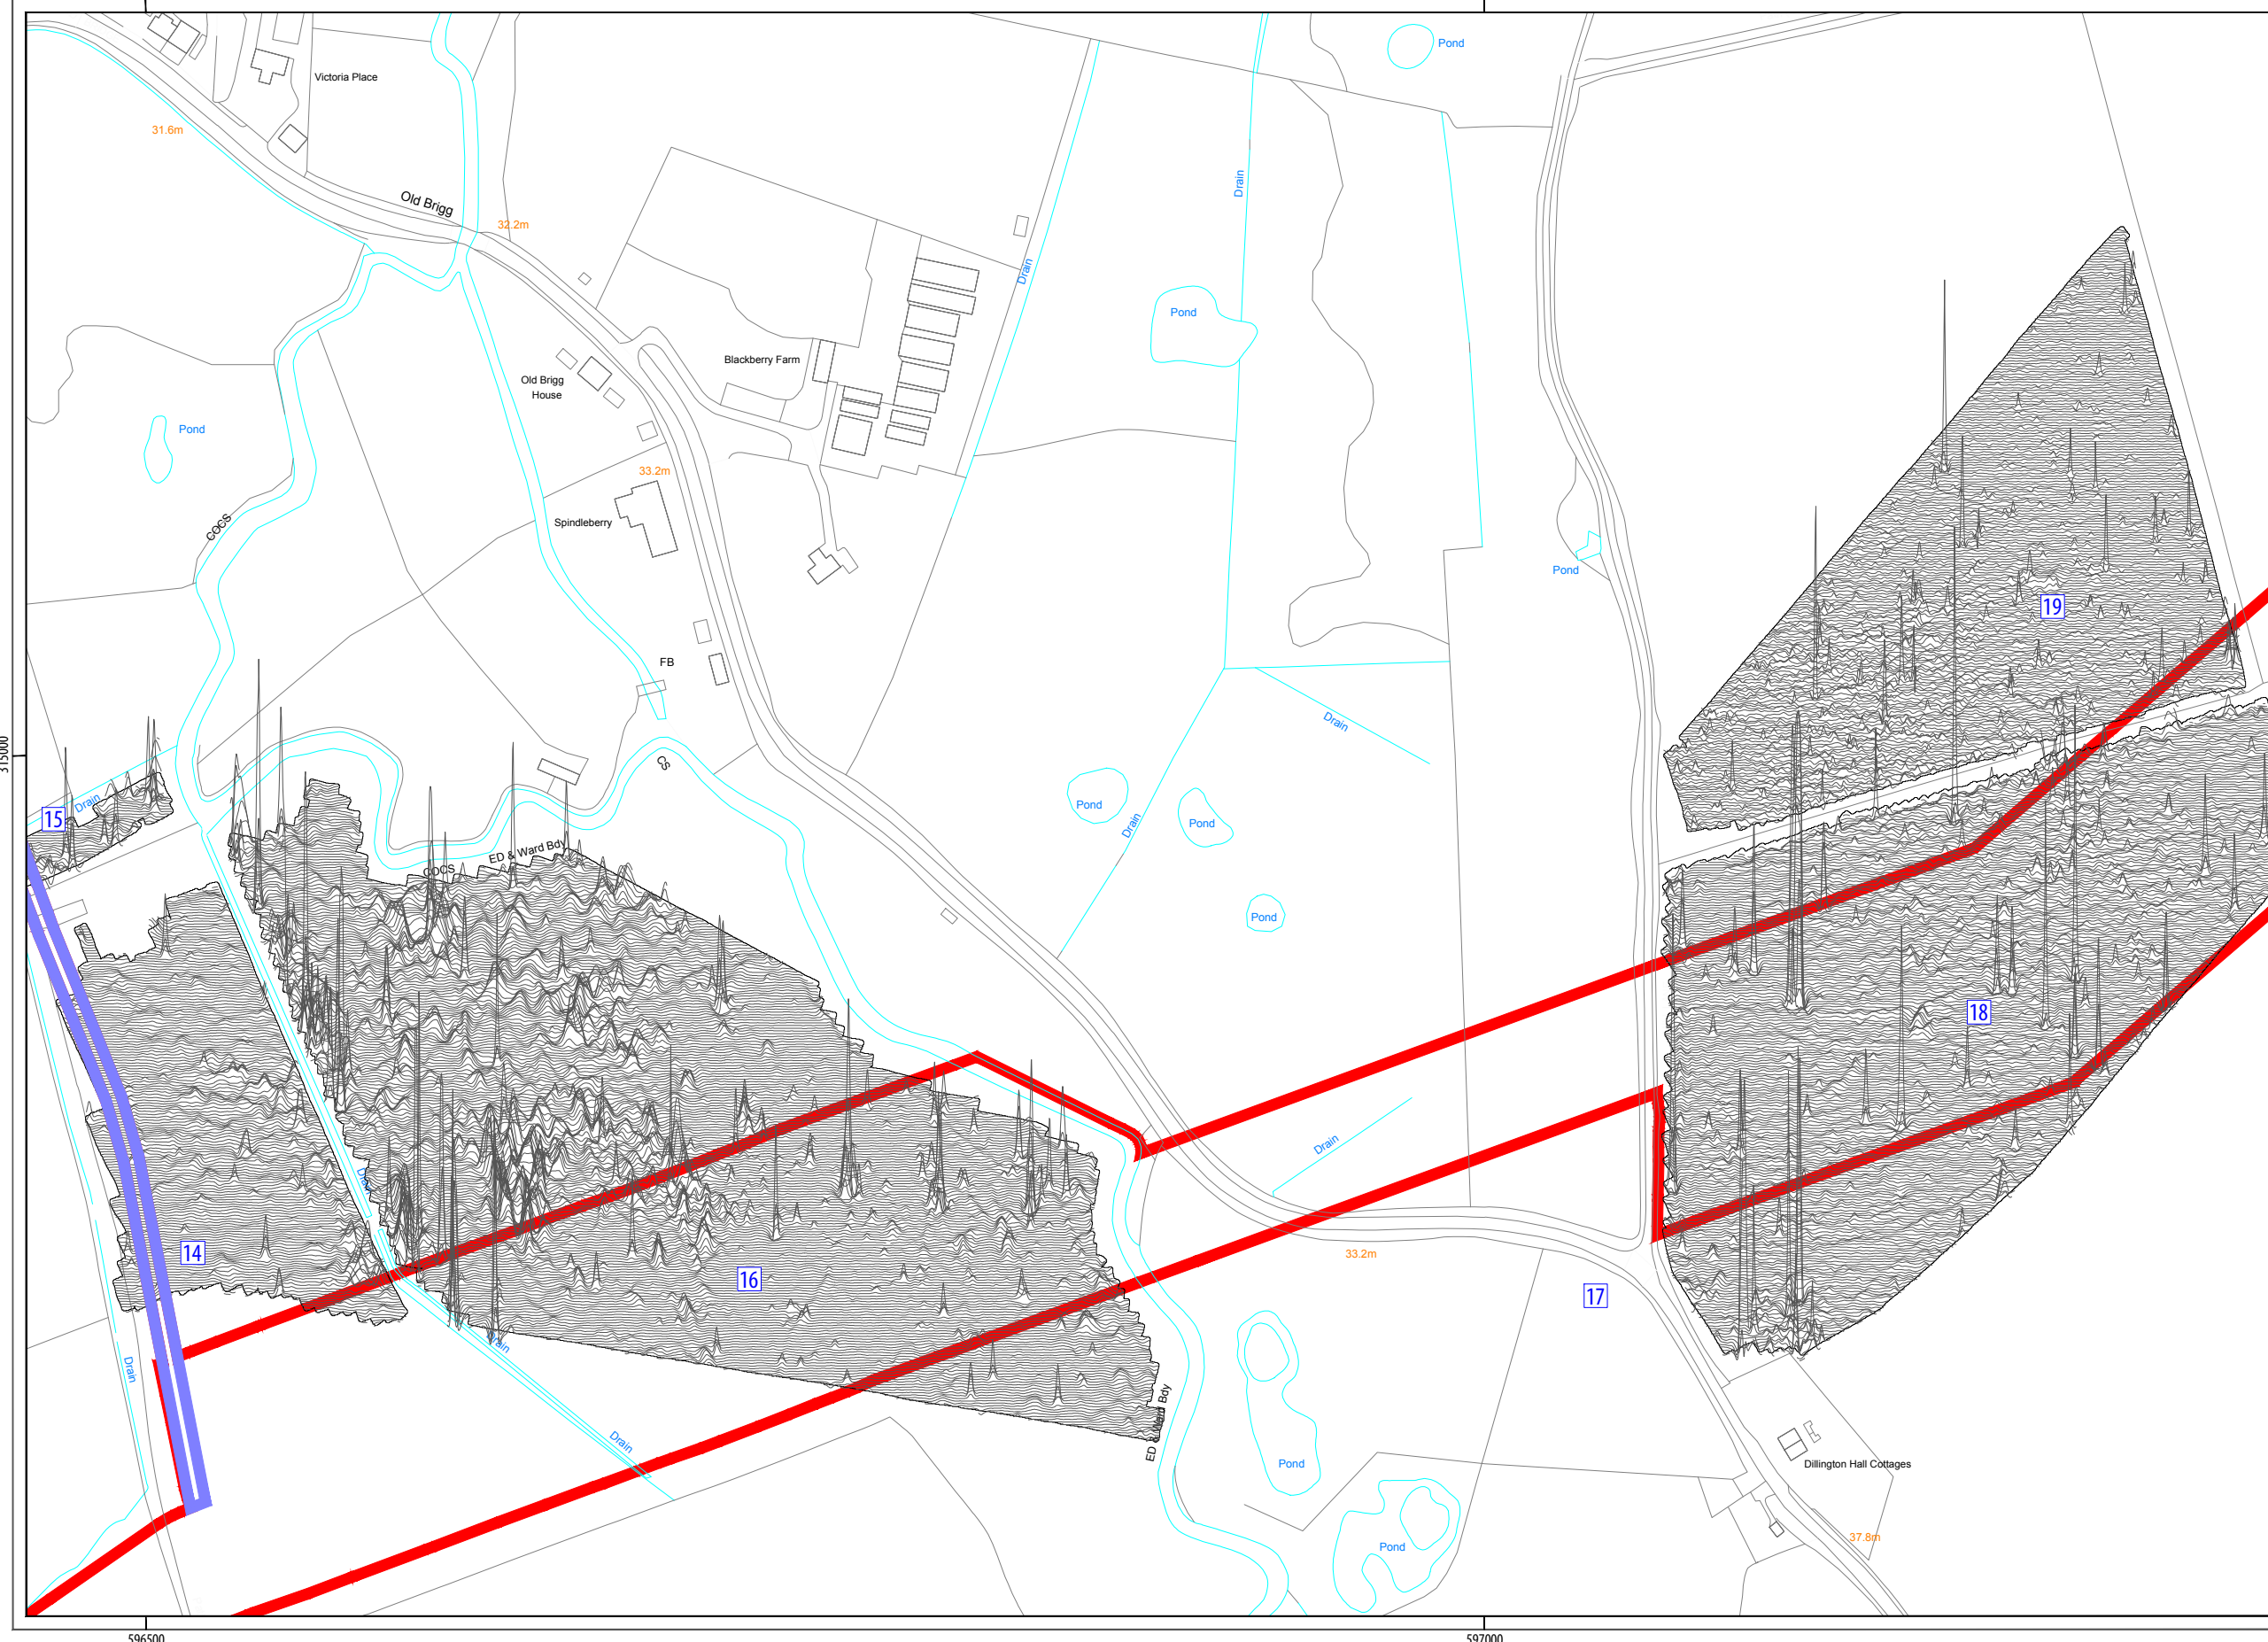 Pond
Victoria Place
31.6m
Old Brigg
32.2m
Drain
Drain
Pond
Blackberry Farm
Old Brigg
House
Pond
33.2m
COCS
Spindleberry
Pond
19
FB
Drain
CS
315000
15
Drain
Pond
Pond
Drain
ED & Ward Bdy
COCS
Pond
18
Drain
Drain
14
33.2m
16
17
Drain
Drain
ED & Ward Bdy
Drain
Pond
Dillington Hall Cottages
Pond
37.8m
596500
597000